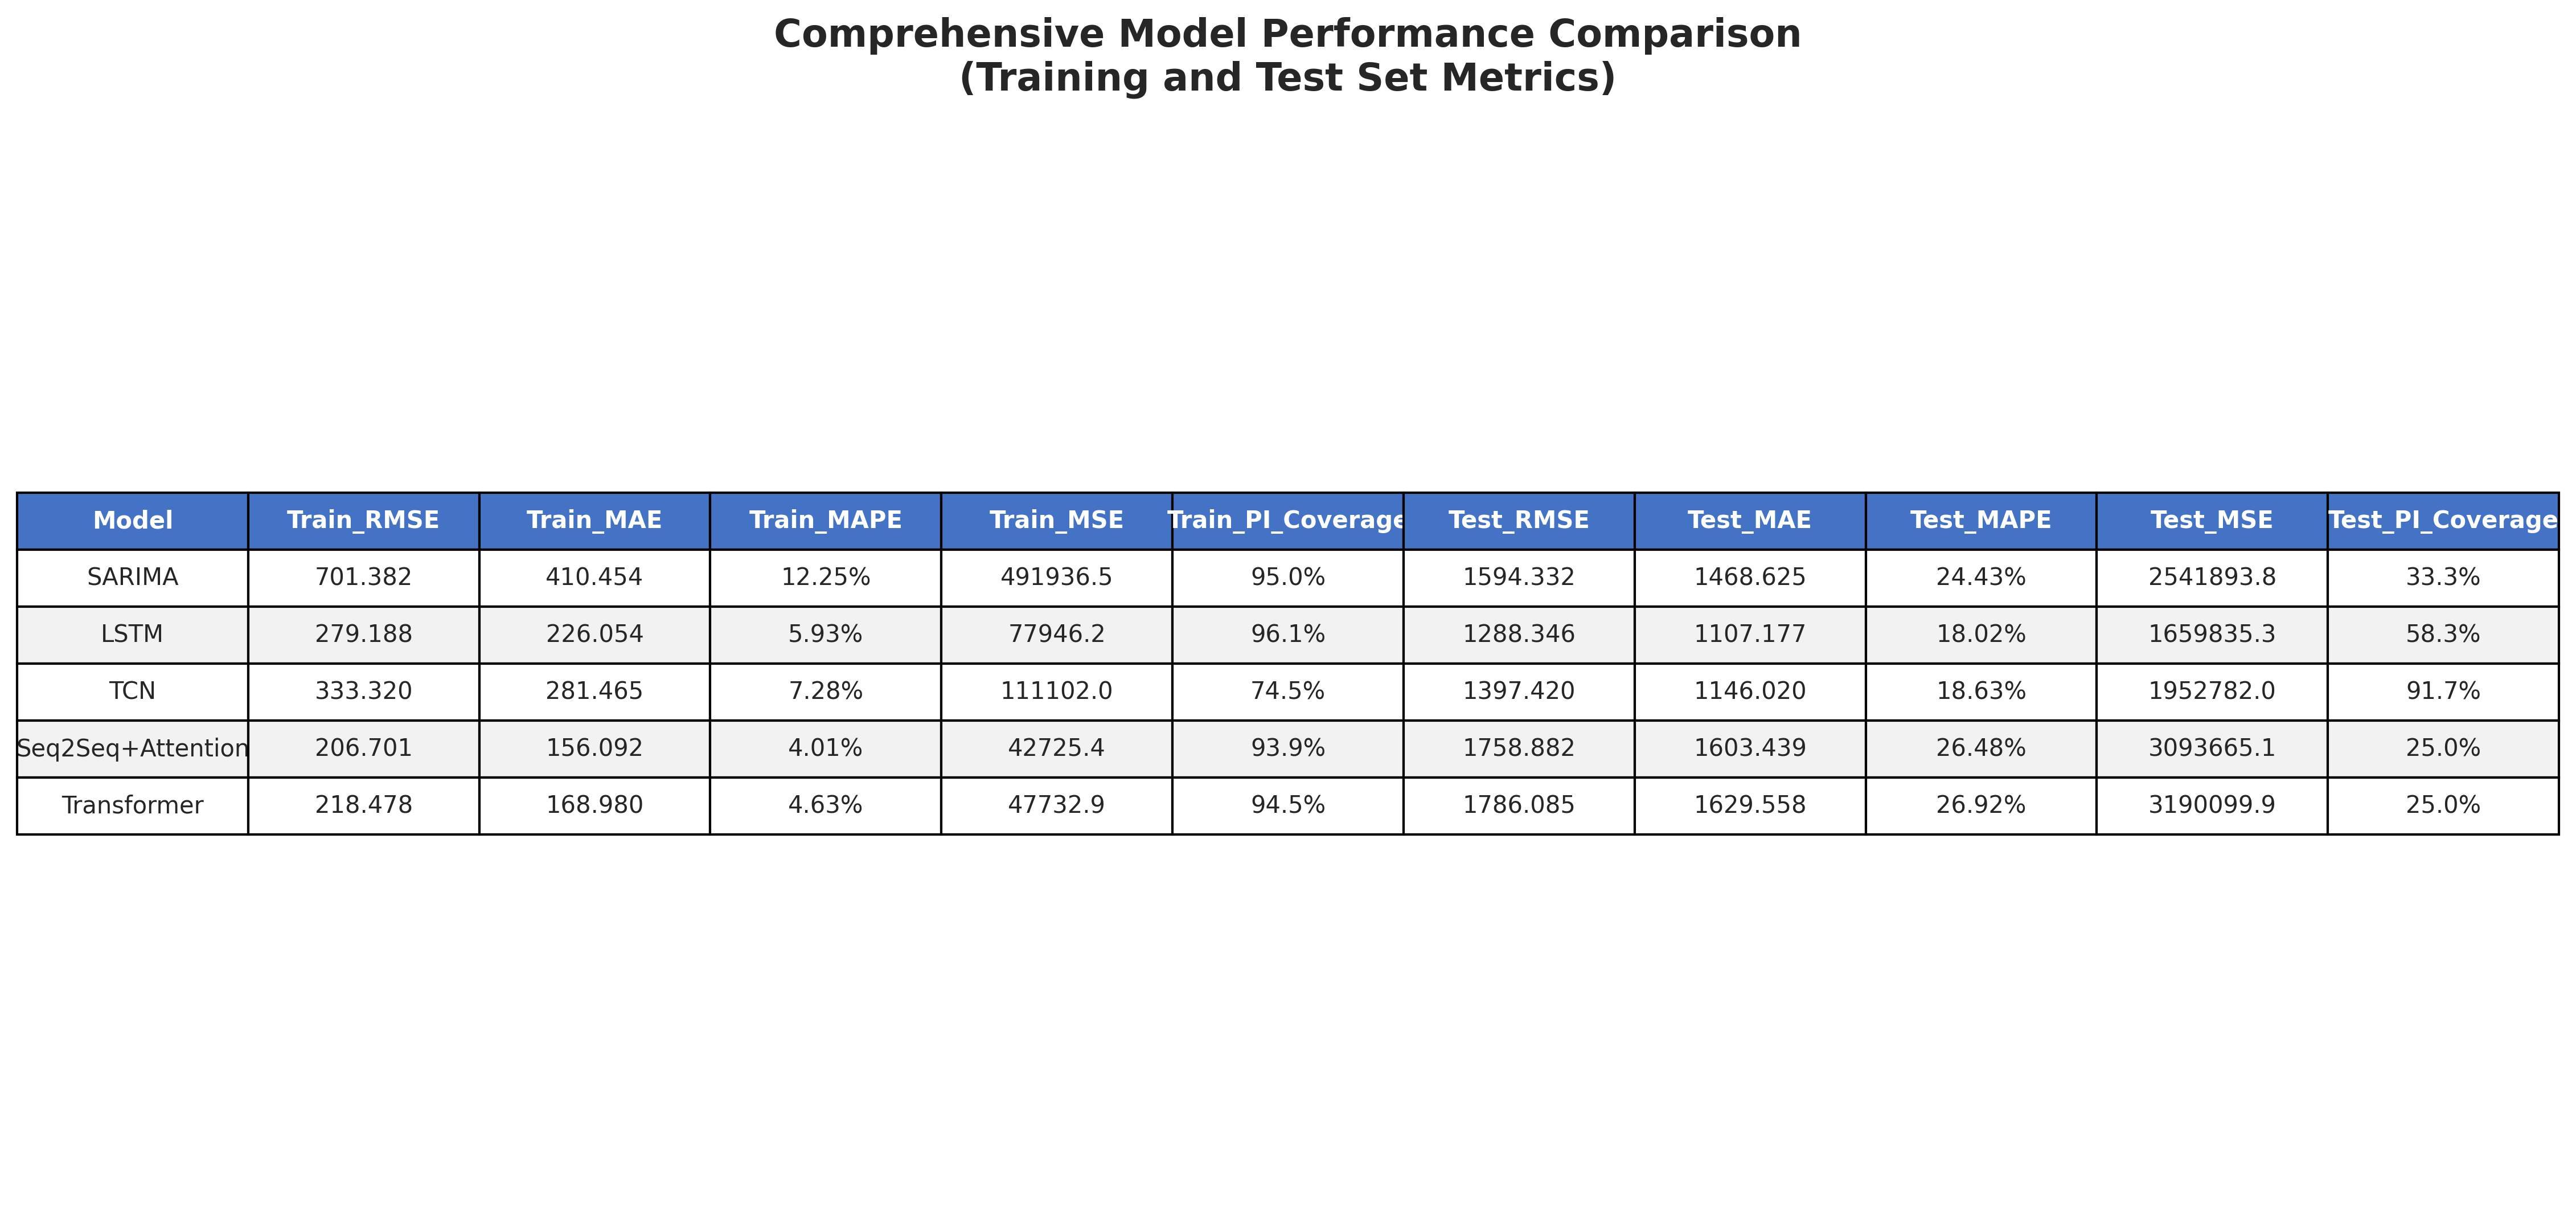 Comprehensive Model Performance Comparison
(Training and Test Set Metrics)
Model Train_RMSE Train_MAE Train_MAPE Train_MSE Train_PI_Coverage Test_RMSE Test_MAE Test_MAPE Test_MSE Test_PI_Coverage
SARIMA 701.382 410.454 12.25% 491936.5 95.0% 1594.332 1468.625 24.43% 2541893.8 33.3%
LSTM 279.188 226.054 5.93% 77946.2 96.1% 1288.346 1107.177 18.02% 1659835.3 58.3%
TCN 333.320 281.465 7.28% 111102.0 74.5% 1397.420 1146.020 18.63% 1952782.0 91.7%
Seq2Seq+Attention 206.701 156.092 4.01% 42725.4 93.9% 1758.882 1603.439 26.48% 3093665.1 25.0%
Transformer 218.478 168.980 4.63% 47732.9 94.5% 1786.085 1629.558 26.92% 3190099.9 25.0%